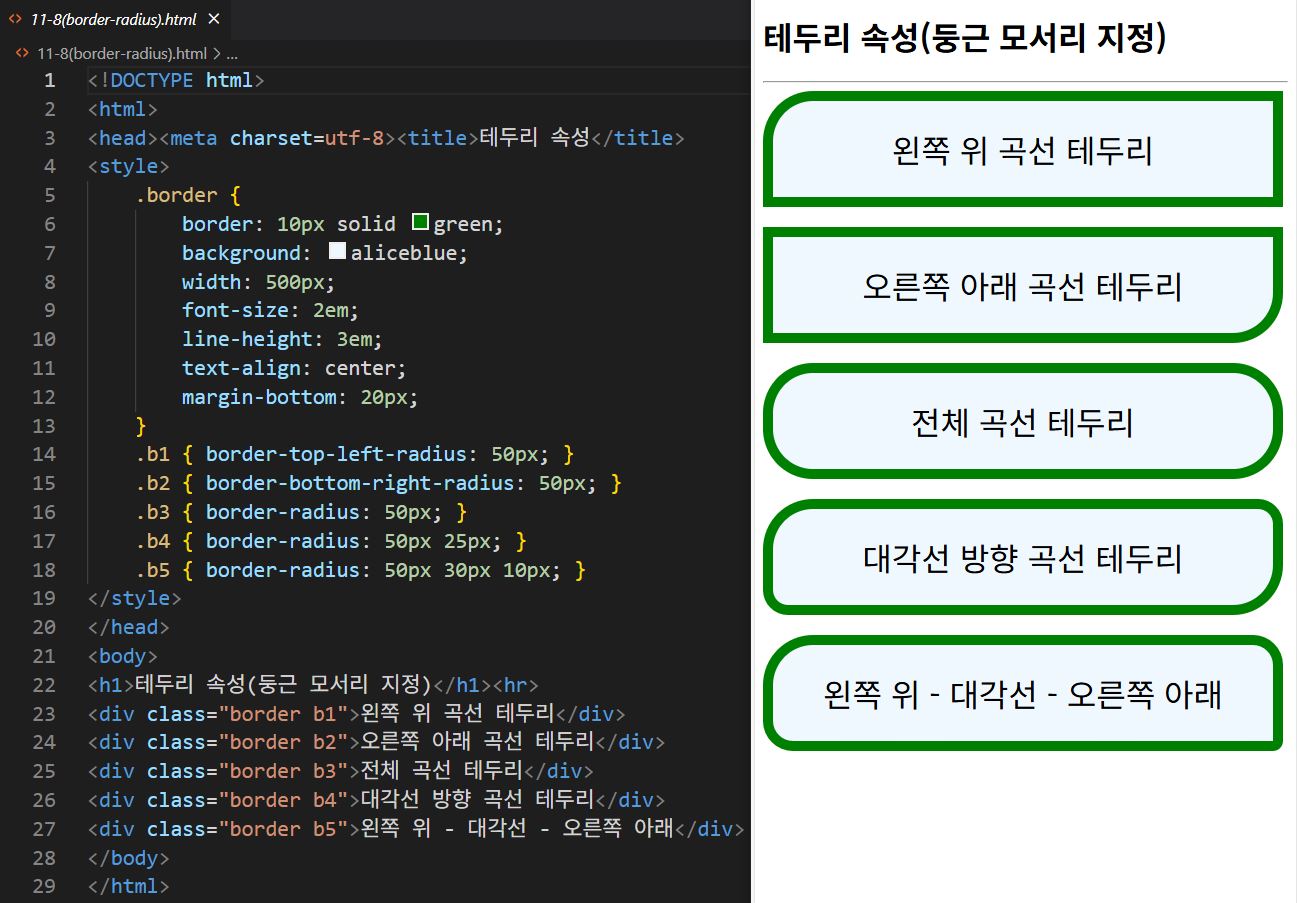 11-8(border-radius).html
11-8(border-radius).html > ...
1 <!DOCTYPE html>
2 <html>
3 <head><meta charset=utf-8><title>테두리 속성</title>
4 <style>
5 .border {
6 border: 10px solid green;
7 background: aliceblue;
8 width: 500px;
9 font-size: 2em;
10 line-height: 3em;
11 text-align: center;
12 margin-bottom: 20px;
13 }
14 .b1 { border-top-left-radius: 50px; }
15 .b2 { border-bottom-right-radius: 50px; }
16 .b3 { border-radius: 50px; }
17 .b4 { border-radius: 50px 25px; }
18 .b5 { border-radius: 50px 30px 10px; }
19 </style>
20 </head>
21 <body>
22 <h1>테두리 속성(둥근 모서리 지정)</h1><hr>
23 <div class="border b1">왼쪽 위 곡선 테두리</div>
24 <div class="border b2">오른쪽 아래 곡선 테두리</div>
25 <div class="border b3">전체 곡선 테두리</div>
26 <div class="border b4">대각선 방향 곡선 테두리</div>
27 <div class="border b5">왼쪽 위 - 대각선 - 오른쪽 아래</div>
28 </body>
29 </html>
테두리 속성(둥근 모서리 지정)
왼쪽 위 곡선 테두리
오른쪽 아래 곡선 테두리
전체 곡선 테두리
대각선 방향 곡선 테두리
왼쪽 위 - 대각선 - 오른쪽 아래